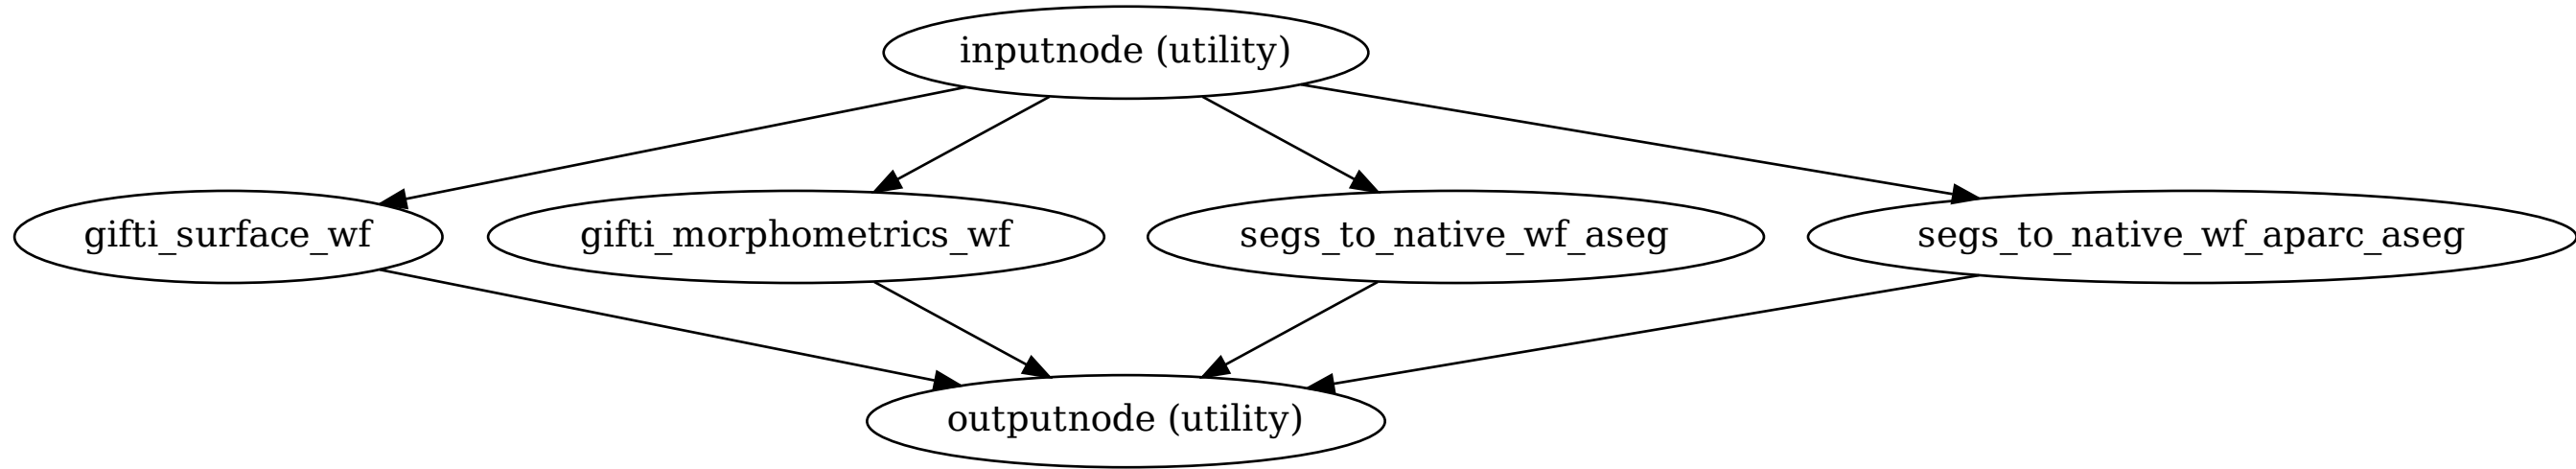 inputnode (utility)
gifti_surface_wf
gifti_morphometrics_wf
segs_to_native_wf_aseg
segs_to_native_wf_aparc_aseg
outputnode (utility)